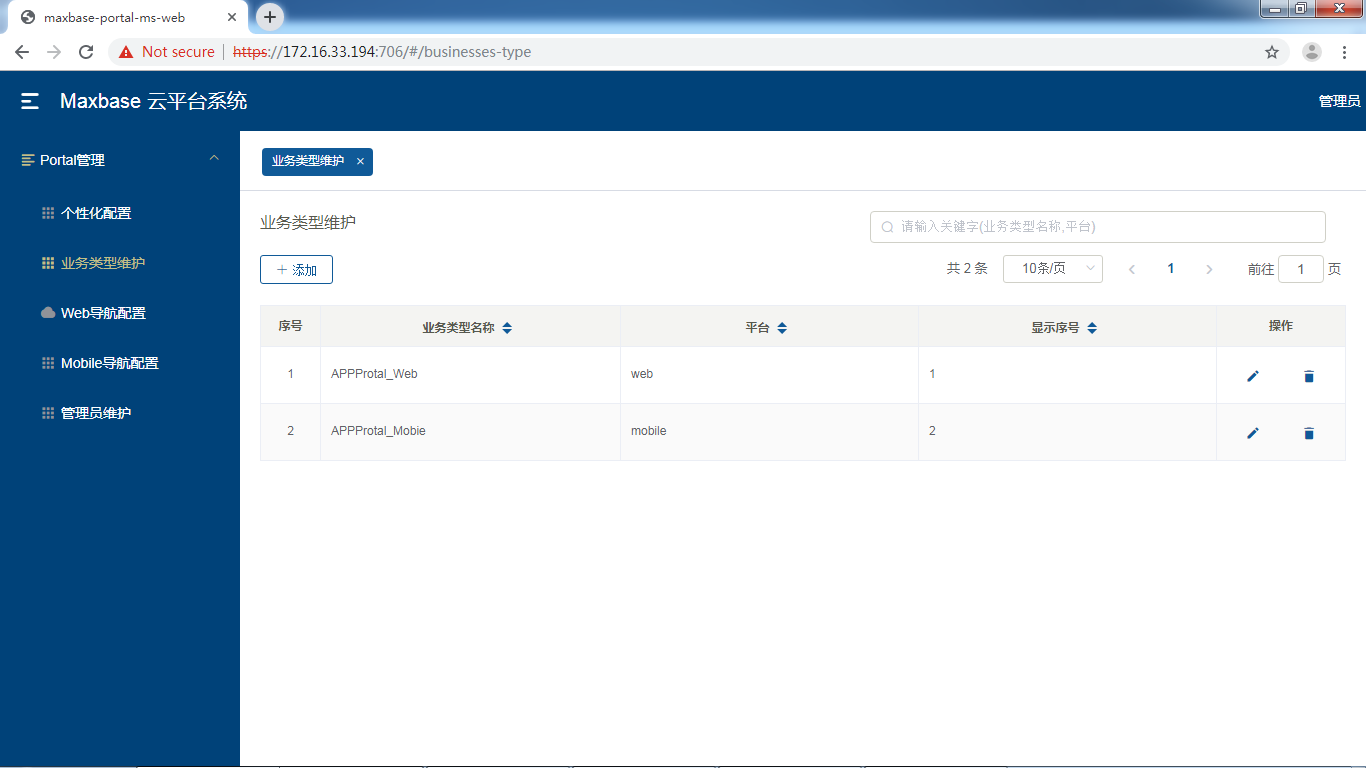 maxbase-portal-ms-web
Not secure https://172.16.33.194:706/#/businesses-type
Maxbase 云平台系统
管理员
Portal管理
个性化配置
业务类型维护
Web导航配置
Mobile导航配置
管理员维护
业务类型维护
业务类型维护
请输入关键字(业务类型名称,平台)
添加
共 2 条 10条/页 1 前往 1 页
序号 业务类型名称 平台 显示序号 操作
1 APPProtal_Web web 1
2 APPProtal_Mobie mobile 2